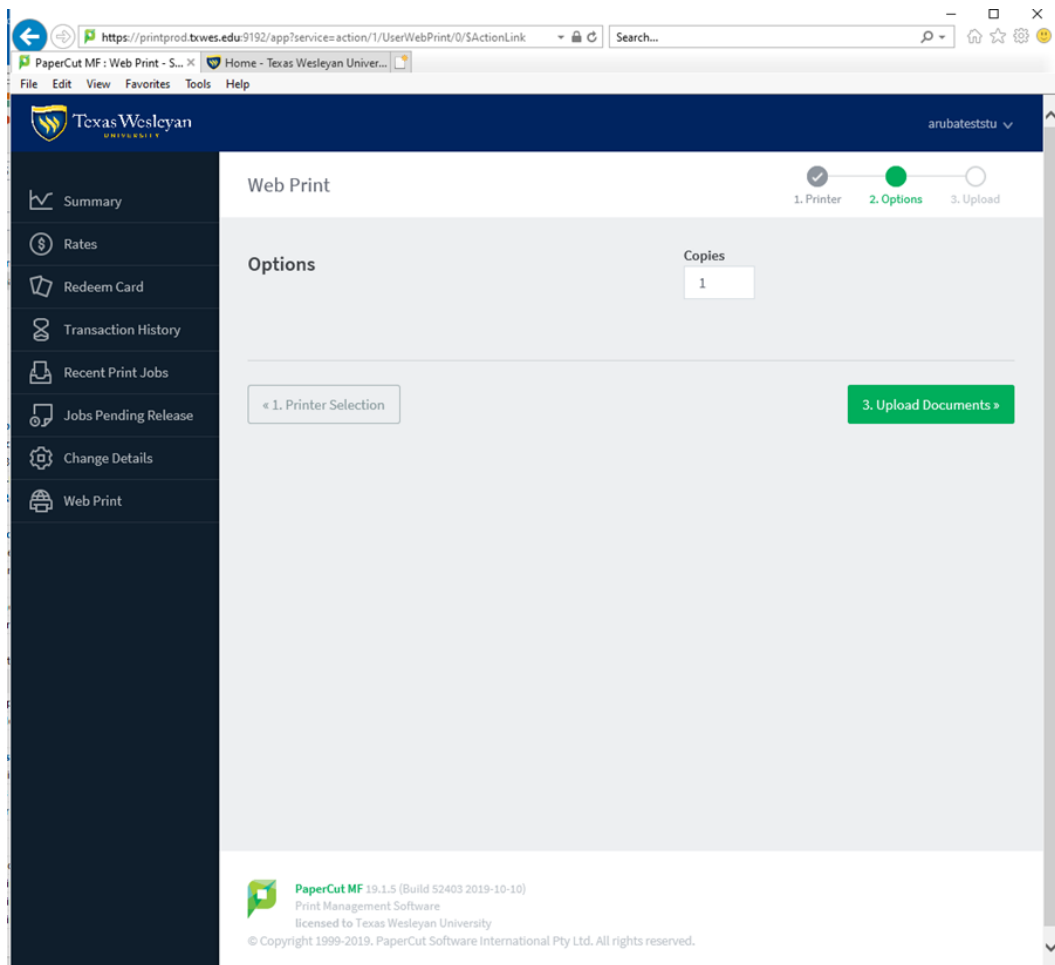 https://printprod.txwes.edu:9192/app?service=action/1/UserWebPrint/0/$ActionLink
Search...
PaperCut MF : Web Print - S...
Home - Texas Wesleyan Univer...
File Edit View Favorites Tools Help
Texas Wesleyan
UNIVERSITY
arubateststu
Summary
Rates
Redeem Card
Transaction History
Recent Print Jobs
Jobs Pending Release
Change Details
Web Print
Web Print
1. Printer
2. Options
3. Upload
Options
Copies
1
« 1. Printer Selection
3. Upload Documents »
PaperCut MF 19.1.5 (Build 52403 2019-10-10)
Print Management Software
licensed to Texas Wesleyan University
© Copyright 1999-2019. PaperCut Software International Pty Ltd. All rights reserved.